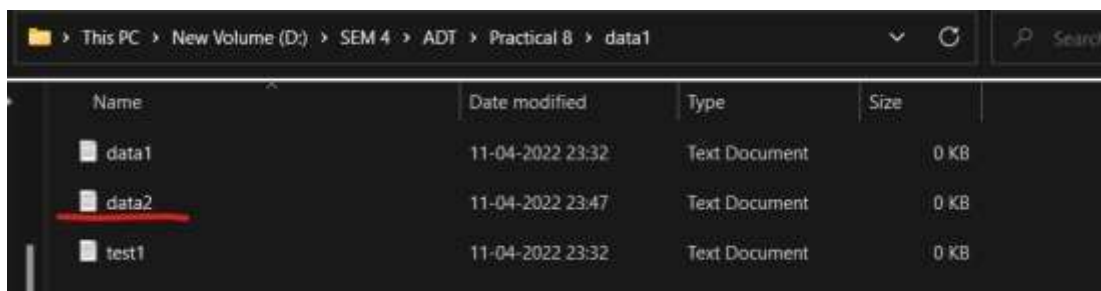 This PC > New Volume (D:) > SEM 4 > ADT > Practical 8 > data1 Search
Name Date modified Type Size
data1 11-04-2022 23:32 Text Document 0 KB
data2 11-04-2022 23:47 Text Document 0 KB
test1 11-04-2022 23:32 Text Document 0 KB